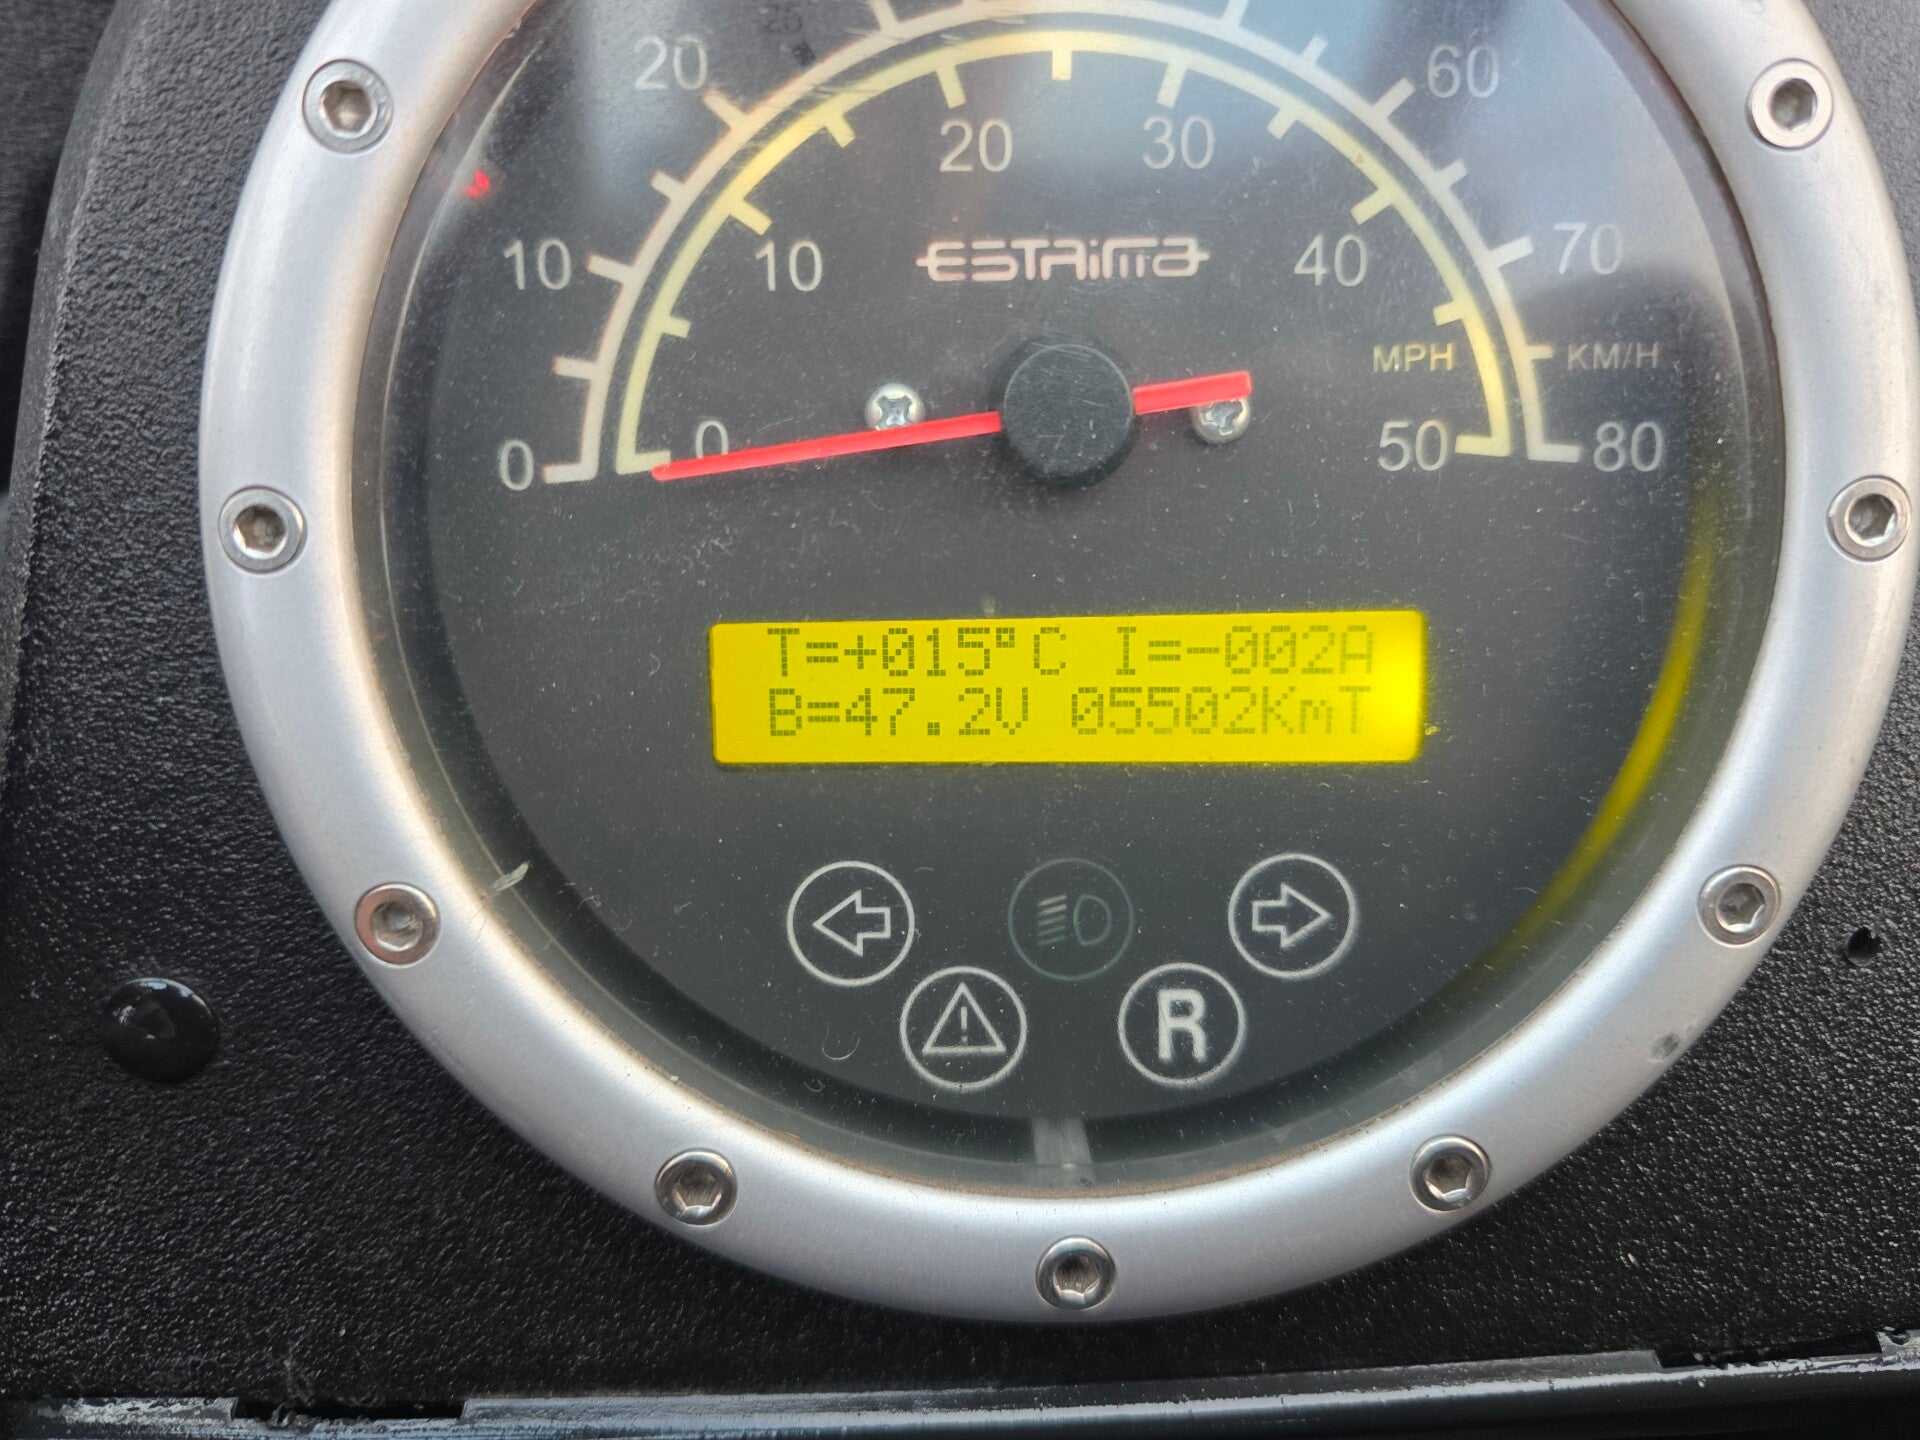 20 60
20 30
10 10 ESTRIMA 40 70
MPH KM/H
0 0 50 80
T=+015°C I=-002A
B=47.2V 05502KmT
R